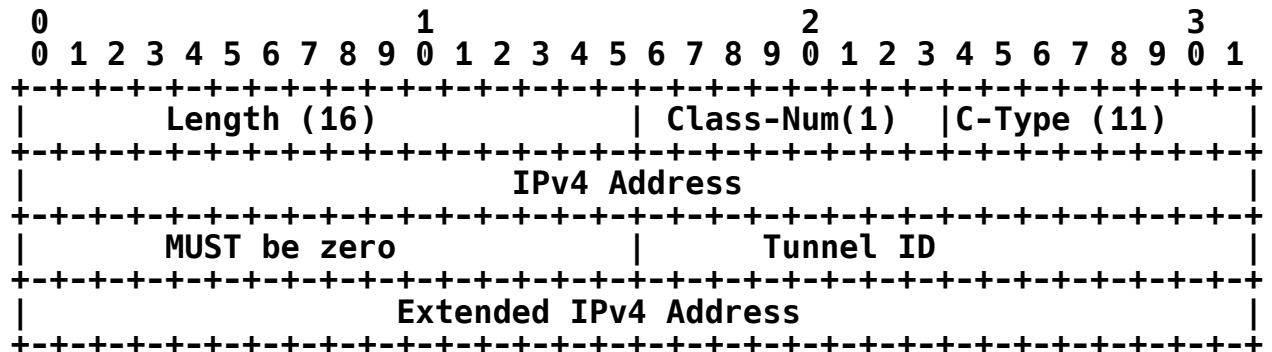 0                   1                   2                   3
 0 1 2 3 4 5 6 7 8 9 0 1 2 3 4 5 6 7 8 9 0 1 2 3 4 5 6 7 8 9 0 1
+-+-+-+-+-+-+-+-+-+-+-+-+-+-+-+-+-+-+-+-+-+-+-+-+-+-+-+-+-+-+-+-+
|       Length (16)             | Class-Num(1)  |C-Type (11)    |
+-+-+-+-+-+-+-+-+-+-+-+-+-+-+-+-+-+-+-+-+-+-+-+-+-+-+-+-+-+-+-+-+
|                         IPv4 Address                          |
+-+-+-+-+-+-+-+-+-+-+-+-+-+-+-+-+-+-+-+-+-+-+-+-+-+-+-+-+-+-+-+-+
|       MUST be zero            |      Tunnel ID                |
+-+-+-+-+-+-+-+-+-+-+-+-+-+-+-+-+-+-+-+-+-+-+-+-+-+-+-+-+-+-+-+-+
|                   Extended IPv4 Address                       |
+-+-+-+-+-+-+-+-+-+-+-+-+-+-+-+-+-+-+-+-+-+-+-+-+-+-+-+-+-+-+-+-+